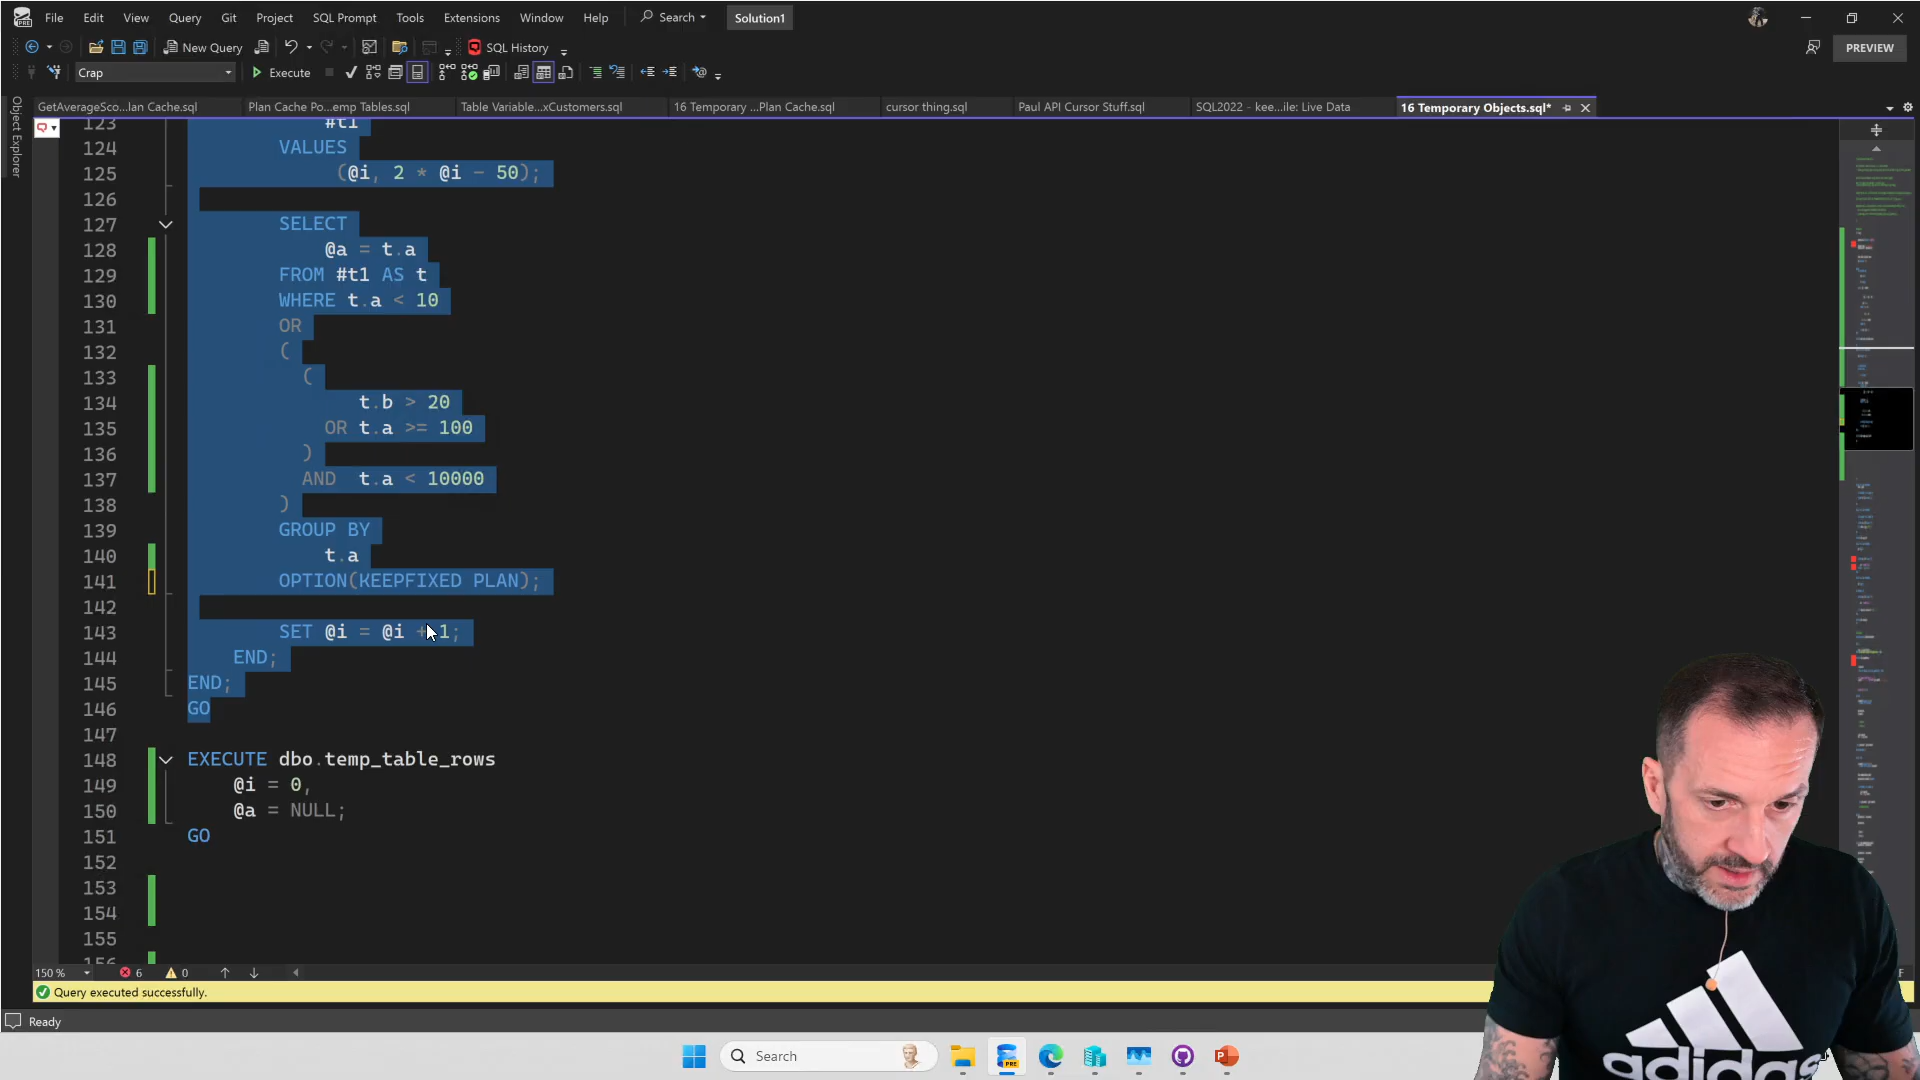 File Edit View Query Git Project SQL Prompt Tools Extensions Window Help Search Solution1
New Query SQL History PREVIEW
Crap Execute
GetAverageSco...lan Cache.sql Plan Cache Po...emp Tables.sql Table Variable...xCustomers.sql 16 Temporary ...Plan Cache.sql cursor thing.sql Paul API Cursor Stuff.sql SQL2022 - kee...ile: Live Data 16 Temporary Objects.sql*
Object Explorer
123 #t1
124 VALUES
125 (@i, 2 * @i - 50);
126
127 SELECT
128 @a = t.a
129 FROM #t1 AS t
130 WHERE t.a < 10
131 OR
132 (
133 (
134 t.b > 20
135 OR t.a >= 100
136 )
137 AND t.a < 10000
138 )
139 GROUP BY
140 t.a
141 OPTION(KEEPFIXED PLAN);
142
143 SET @i = @i + 1;
144 END;
145 END;
146 GO
147
148 EXECUTE dbo.temp_table_rows
149 @i = 0,
150 @a = NULL;
151 GO
152
153
154
155
156
150 % 6 0
Query executed successfully.
Ready
Search
adidas